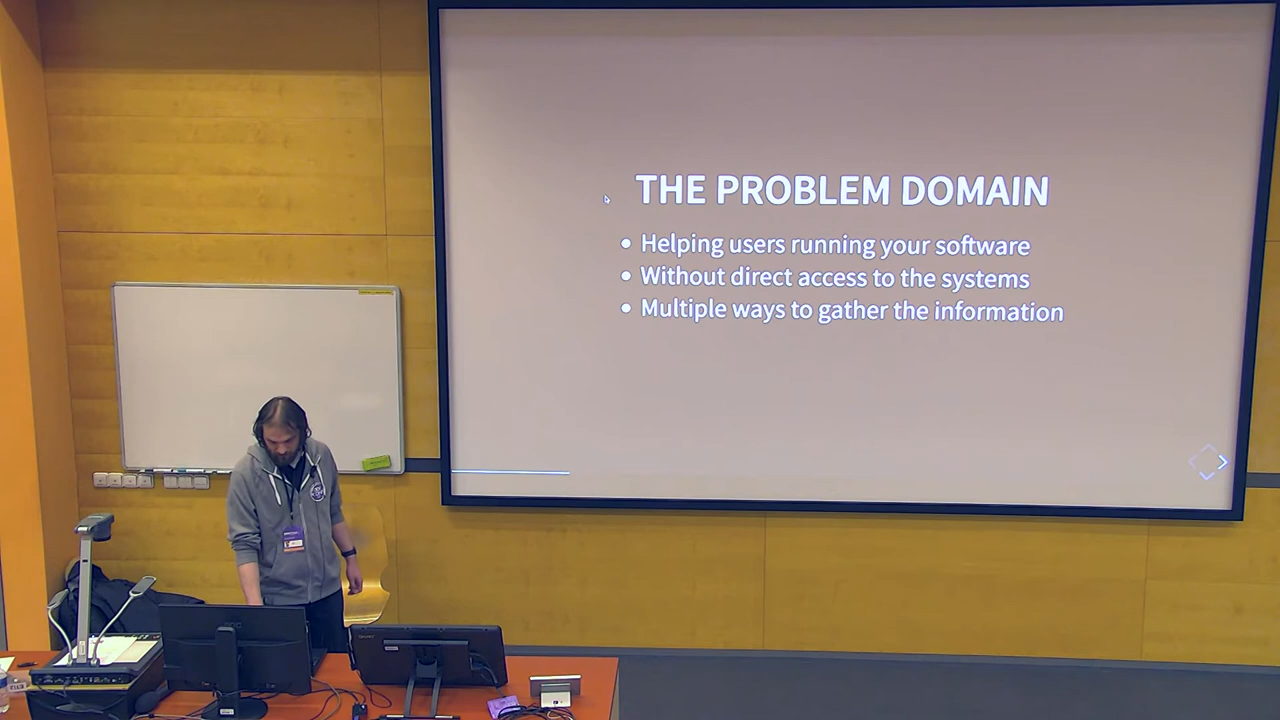 THE PROBLEM DOMAIN
• Helping users running your software
• Without direct access to the systems
• Multiple ways to gather the information